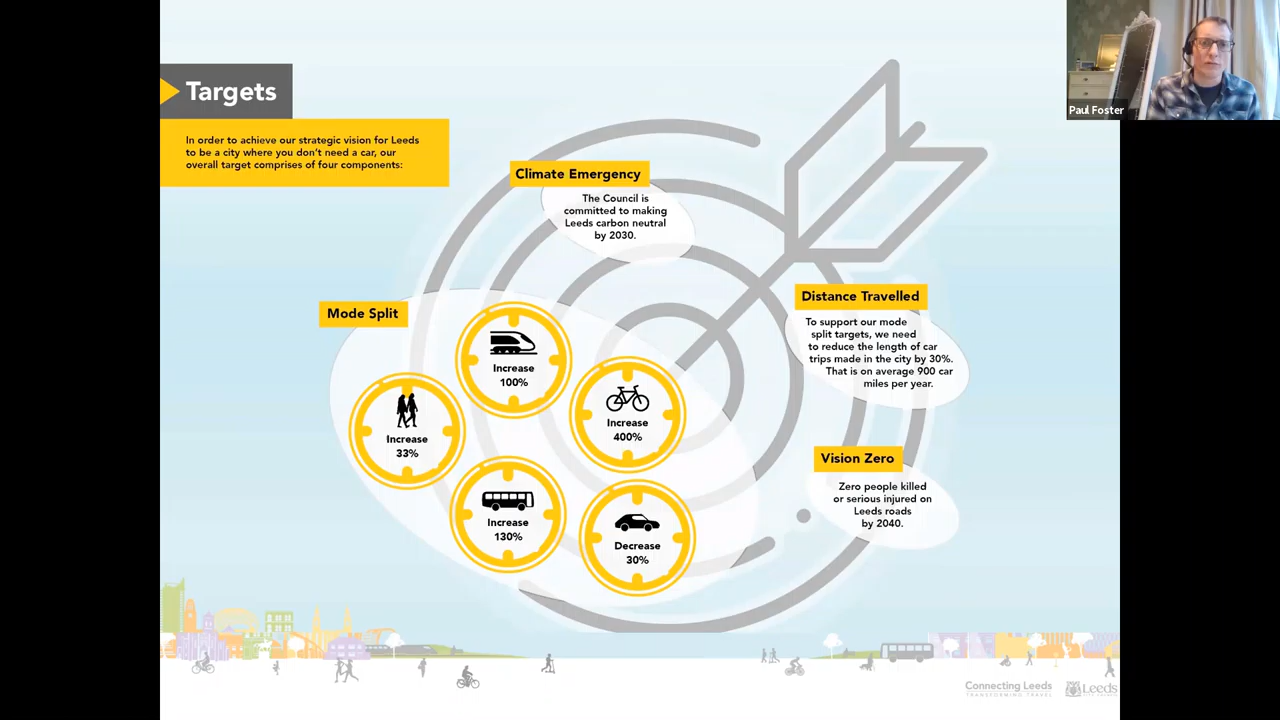 Paul Foster
Targets
In order to achieve our strategic vision for Leeds
to be a city where you don't need a car, our
overall target comprises of four components:
Climate Emergency
The Council is
committed to making
Leeds carbon neutral
by 2030.
Mode Split
Increase
100%
Increase
400%
Increase
33%
Increase
130%
Decrease
30%
Distance Travelled
To support our mode
split targets, we need
to reduce the length of car
trips made in the city by 30%.
That is on average 900 car
miles per year.
Vision Zero
Zero people killed
or serious injured on
Leeds roads
by 2040.
Connecting Leeds
TRANSFORMING TRAVEL
Leeds